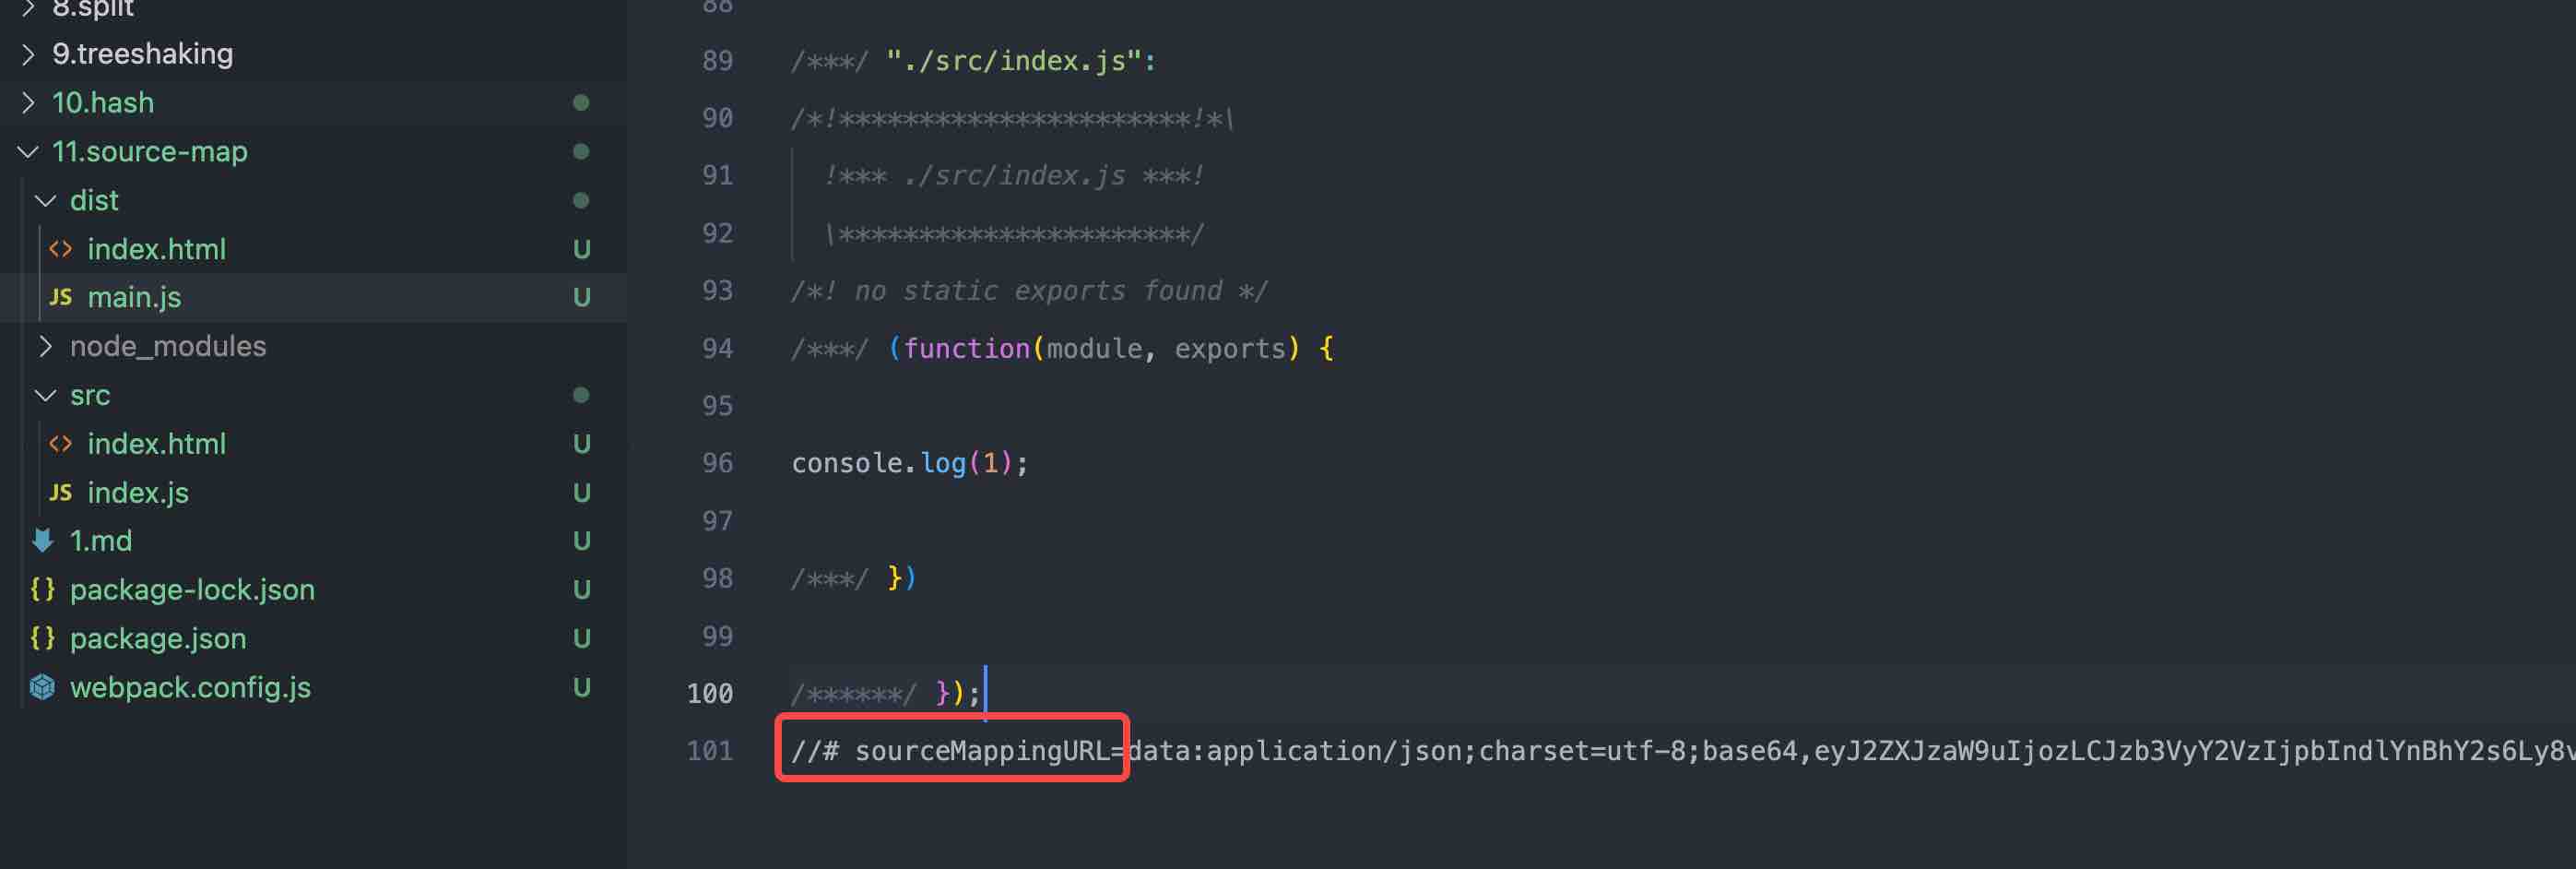 8.split
9.treeshaking
10.hash
11.source-map
dist
<> index.html U
JS main.js U
node_modules
src
<> index.html U
JS index.js U
1.md U
{} package-lock.json U
{} package.json U
webpack.config.js U
88
89 /***/ "./src/index.js":
90 /*!**********************!*\
91 !*** ./src/index.js ***!
92 \**********************/
93 /*! no static exports found */
94 /***/ (function(module, exports) {
95
96 console.log(1);
97
98 /***/ })
99
100 /******/ });
101 //# sourceMappingURL=data:application/json;charset=utf-8;base64,eyJ2ZXJzaW9uIjozLCJzb3VyY2VzIjpbIndlYnBhY2s6Ly8v